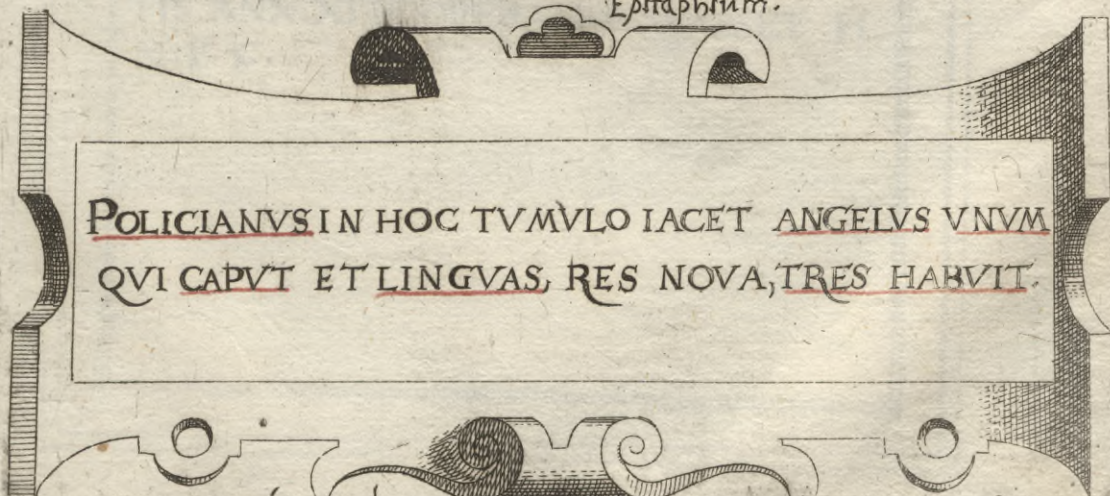 Epitaphium.
POLICIANVS IN HOC TVMVLO IACET ANGELVS VNVM
QVI CAPVT ET LINGVAS, RES NOVA, TRES HABVIT.